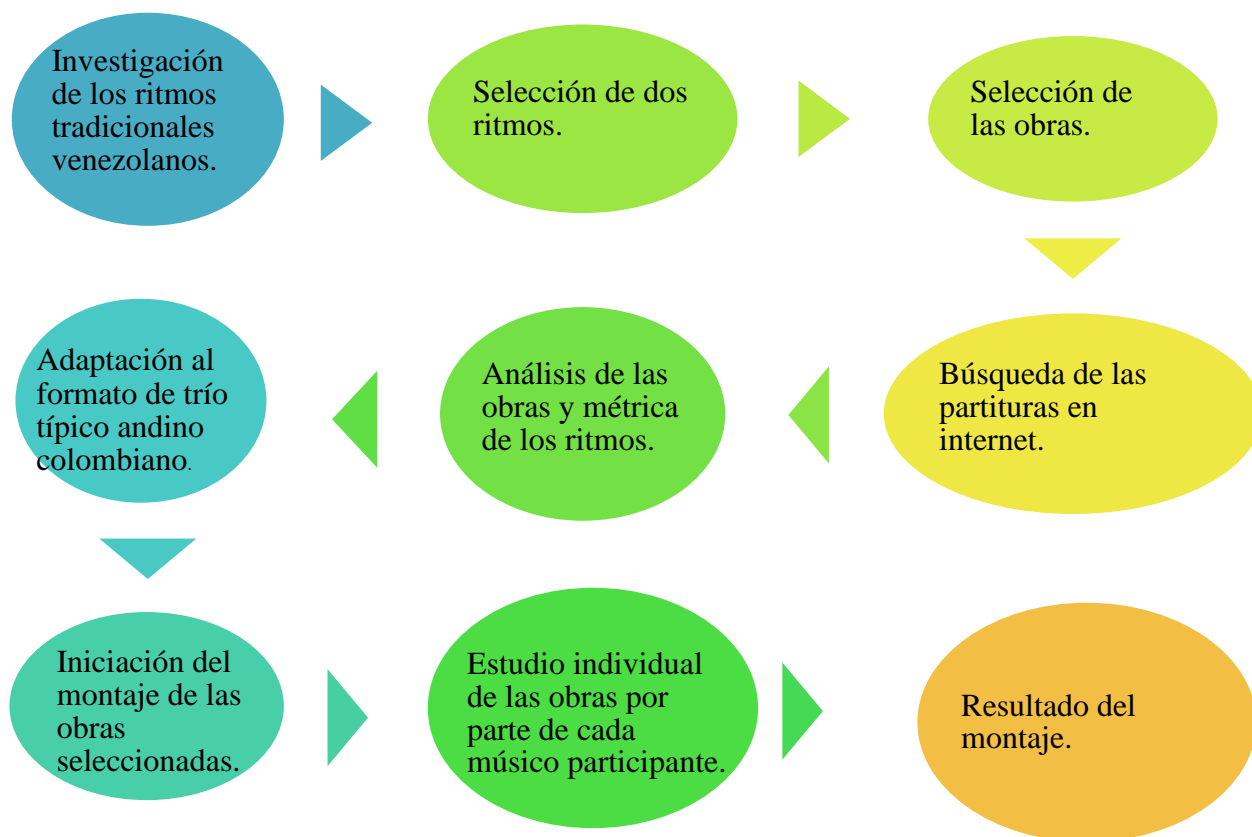 Investigación
de los ritmos
tradicionales
venezolanos.
Selección de dos
ritmos.
Selección de
las obras.
Búsqueda de las
partituras en
internet.
Análisis de las
obras y métrica
de los ritmos.
Adaptación al
formato de trío
típico andino
colombiano.
Iniciación del
montaje de las
obras
seleccionadas.
Estudio individual
de las obras por
parte de cada
músico participante.
Resultado del
montaje.